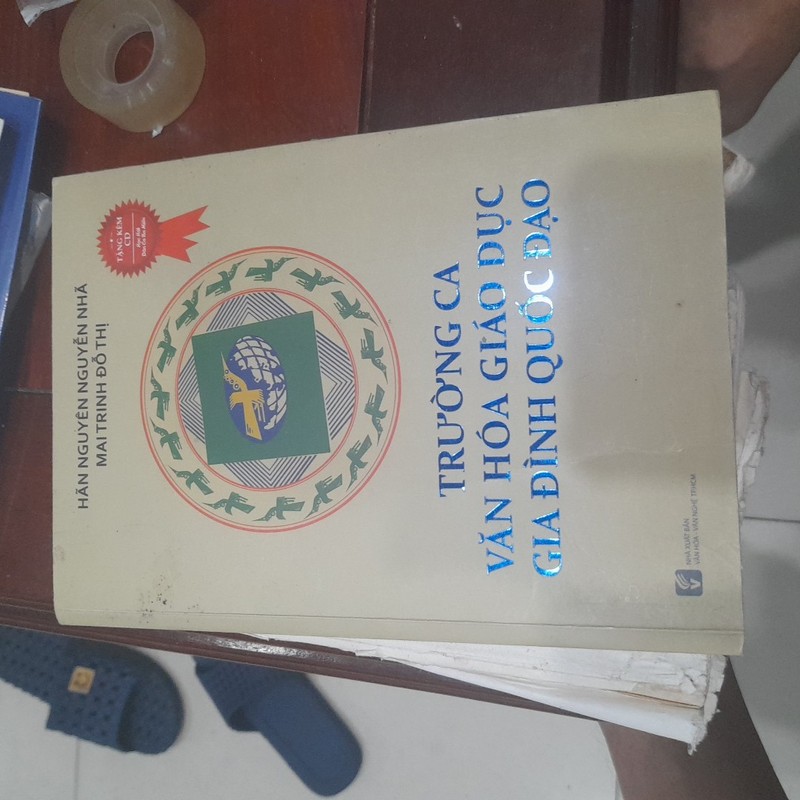 HÃN NGUYÊN NGUYỄN NHÃ
MAI TRINH ĐỖ THỊ
TẶNG KÈM
CD
TRƯỜNG CA
VĂN HÓA GIÁO DỤC
GIA ĐÌNH QUỐC ĐẠO
NHÀ XUẤT BẢN
VĂN HÓA - VĂN NGHỆ TP.HCM